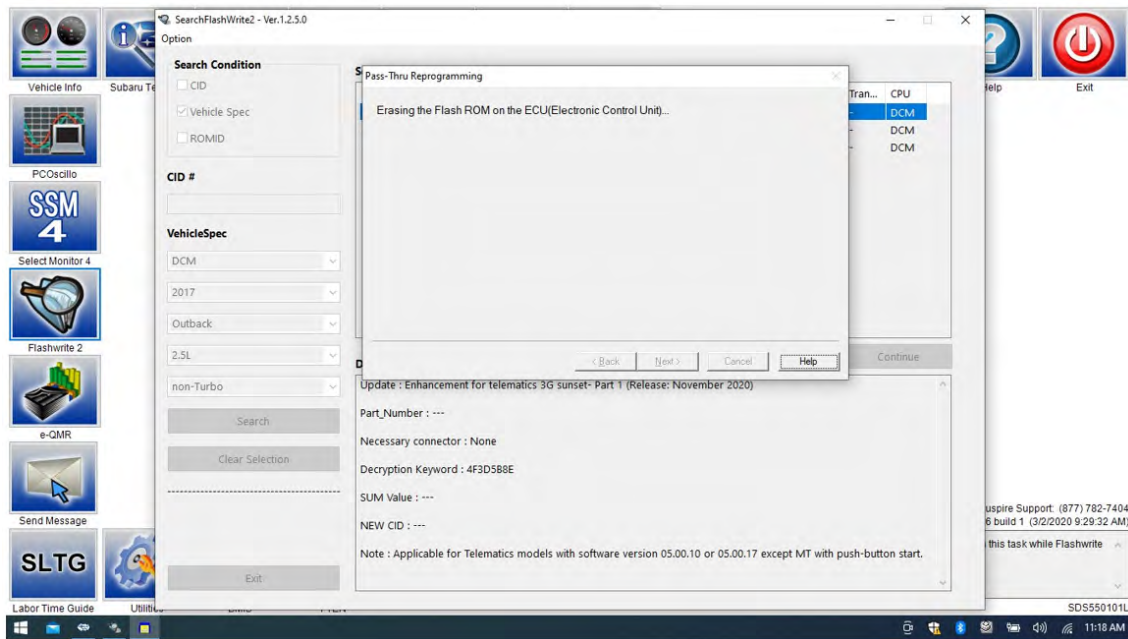 Vehicle Info
Subaru Te
PCOscillo
SSM
4
Select Monitor 4
Flashwrite 2
e-QMR
Send Message
SLTG
Labor Time Guide
Utiliti
SearchFlashWrite2 - Ver.1.2.5.0
Option
Search Condition
CID
Vehicle Spec
ROMID
CID #
VehicleSpec
DCM
2017
Outback
2.5L
non-Turbo
Search
Clear Selection
Exit
Pass-Thru Reprogramming
Erasing the Flash ROM on the ECU(Electronic Control Unit)...
< Back
Next >
Cancel
Help
Tran...
CPU
- DCM
- DCM
- DCM
Continue
Update : Enhancement for telematics 3G sunset- Part 1 (Release: November 2020)
Part_Number : ---
Necessary connector : None
Decryption Keyword : 4F3D5B8E
SUM Value : ---
NEW CID : ---
Note : Applicable for Telematics models with software version 05.00.10 or 05.00.17 except MT with push-button start.
Help
Exit
uspire Support: (877) 782-7404
6 build 1 (3/2/2020 9:29:32 AM)
this task while Flashwrite
SDS550101L
11:18 AM